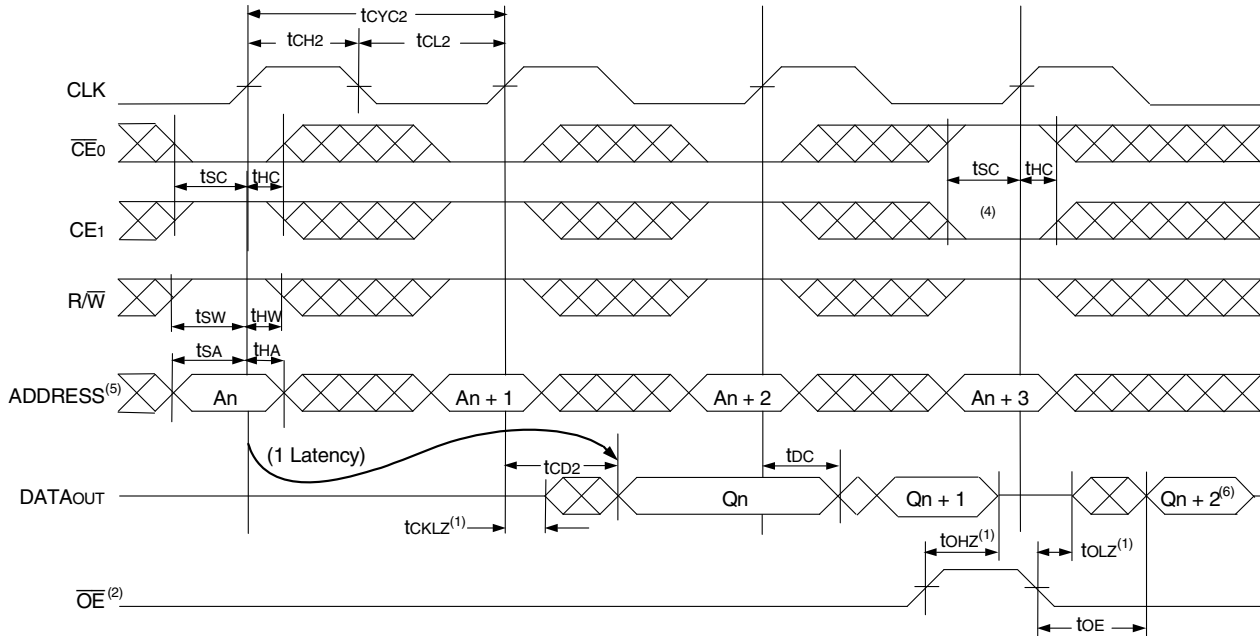 tCYC2
tCH2 tCL2
CLK
CE0
tSC tHC tSC tHC
CE1 (4)
R/W
tSW tHW
tSA tHA
ADDRESS(5) An An + 1 An + 2 An + 3
(1 Latency) tCD2 tDC
DATAOUT Qn Qn + 1 Qn + 2(6)
tCKLZ(1) tOHZ(1) tOLZ(1)
OE(2)
tOE